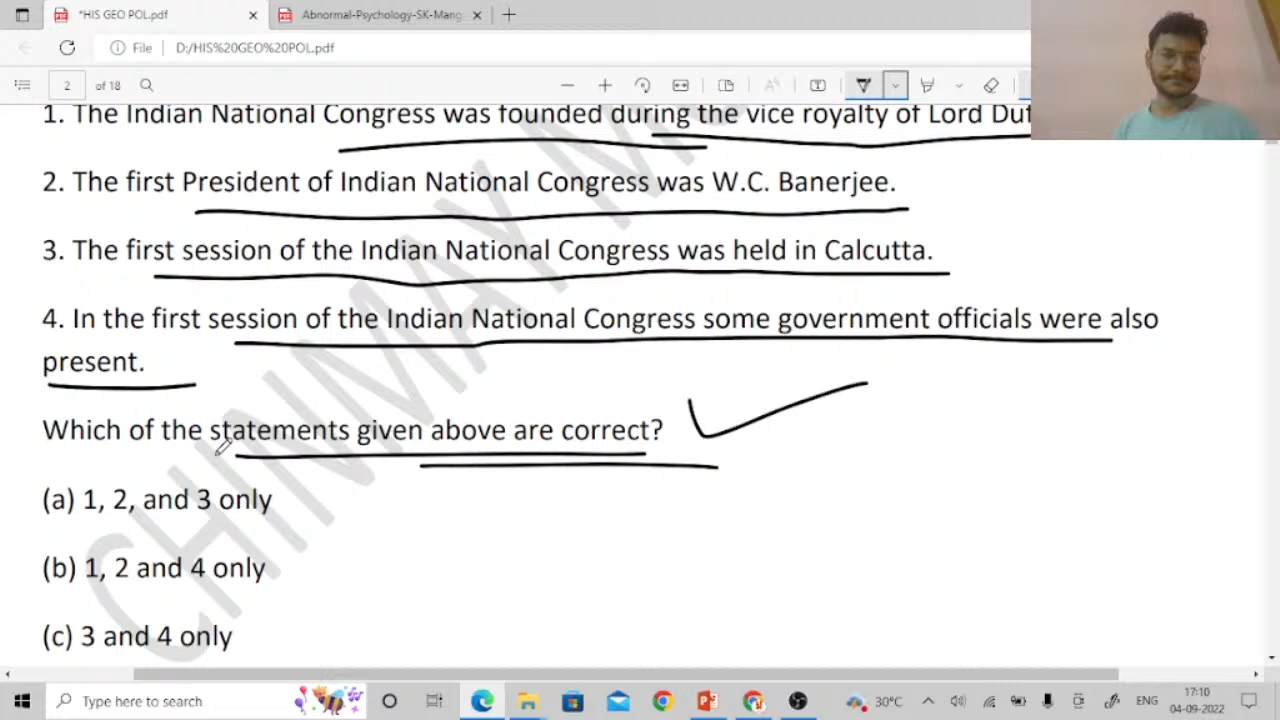 *HIS GEO POL.pdf
Abnormal-Psychology-SK-Mang
File D:/HIS%20GEO%20POL.pdf
2 of 18
1. The Indian National Congress was founded during the vice royalty of Lord
2. The first President of Indian National Congress was W.C. Banerjee.
3. The first session of the Indian National Congress was held in Calcutta.
4. In the first session of the Indian National Congress some government officials were also
present.
Which of the statements given above are correct?
(a) 1, 2, and 3 only
(b) 1, 2 and 4 only
(c) 3 and 4 only
CHINMAY
Type here to search
30°C
ENG
17:10
04-09-2022